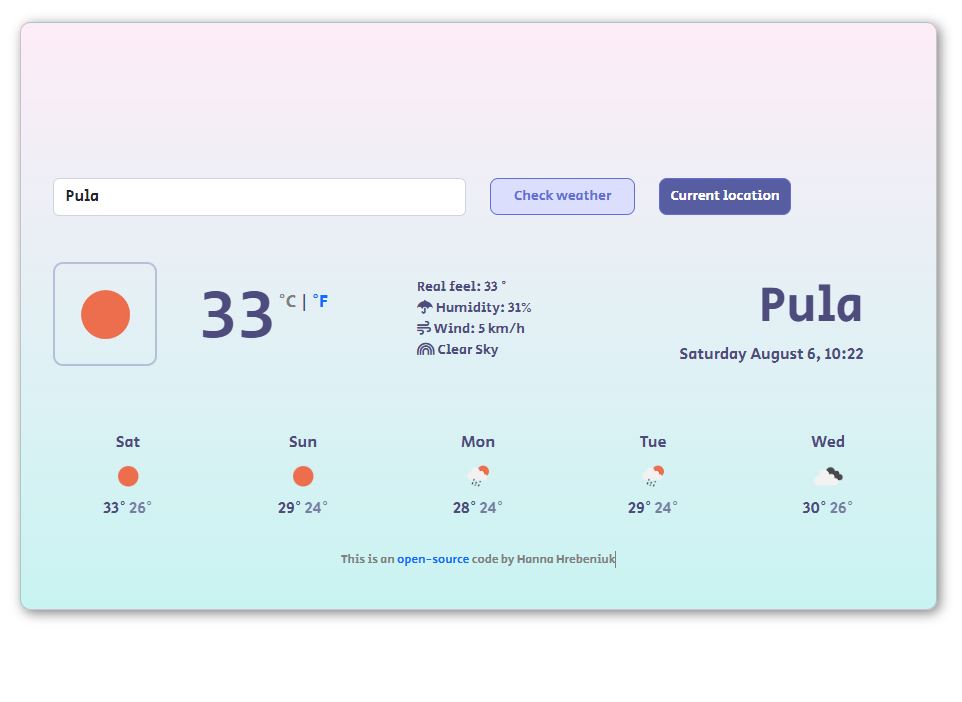 Pula
Check weather
Current location
33 °C | °F
Real feel: 33 °
Humidity: 31%
Wind: 5 km/h
Clear Sky
Pula
Saturday August 6, 10:22
Sat Sun Mon Tue Wed
33° 26° 29° 24° 28° 24° 29° 24° 30° 26°
This is an open-source code by Hanna Hrebeniuk